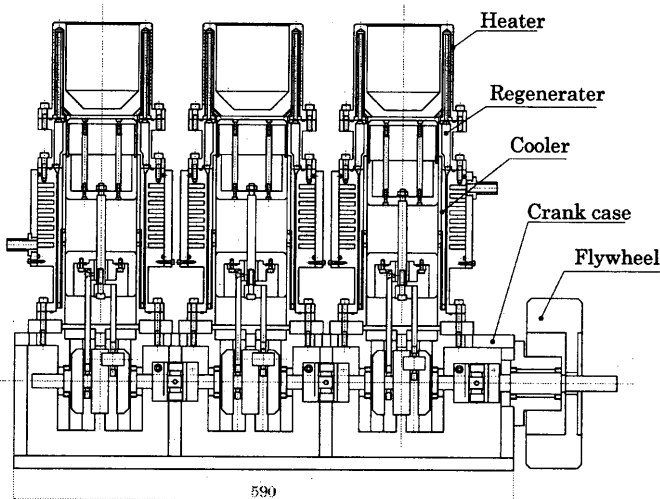 Heater
Regenerater
Cooler
Crank case
Flywheel
590